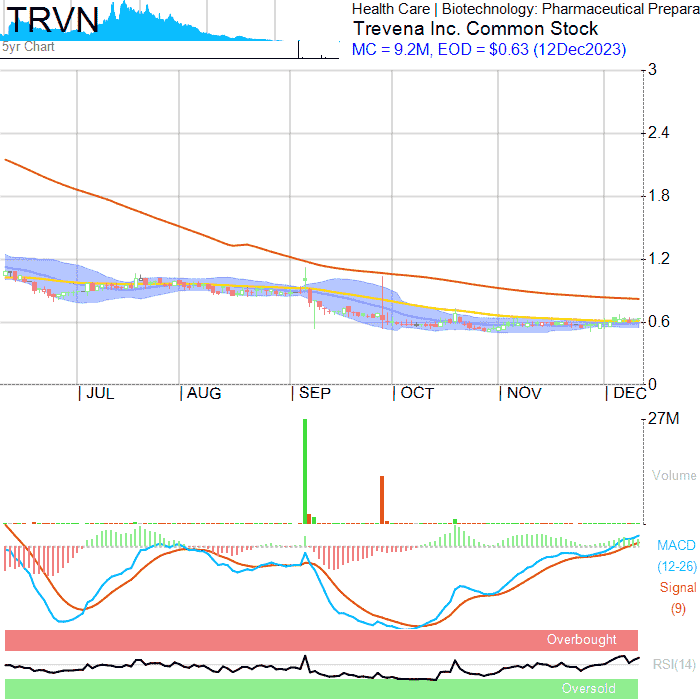 TRVN
5yr Chart
Health Care | Biotechnology: Pharmaceutical Prepara
Trevena Inc. Common Stock
MC = 9.2M, EOD = $0.63 (12Dec2023)
3
2.4
1.8
1.2
0.6
0
| JUL | AUG | SEP | OCT | NOV | DEC
27M
Volume
MACD
(12-26)
Signal
(9)
Overbought
RSI(14)
Oversold